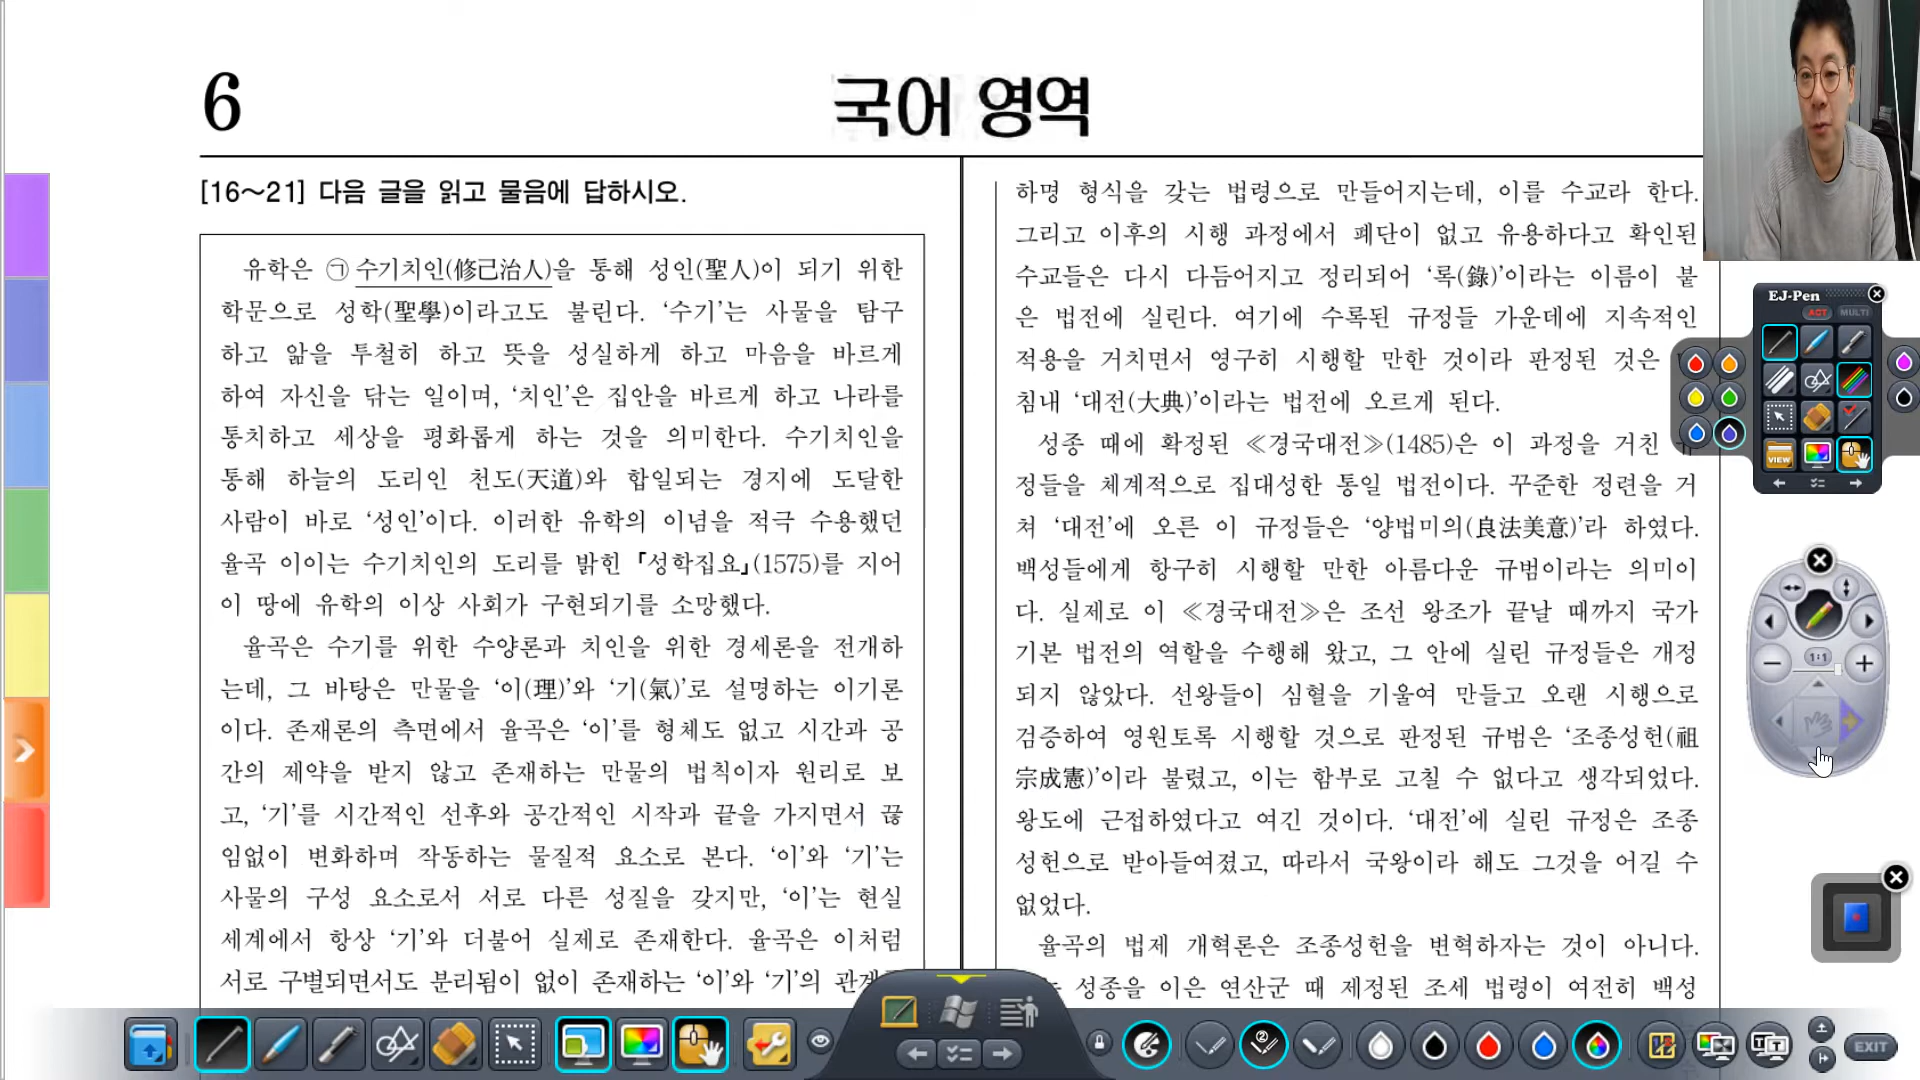 6
국어 영역
[16～21] 다음 글을 읽고 물음에 답하시오.
유학은 ㉠ 수기치인(修己治人)을 통해 성인(聖人)이 되기 위한
학문으로 성학(聖學)이라고도 불린다. ‘수기’는 사물을 탐구
하고 앎을 투철히 하고 뜻을 성실하게 하고 마음을 바르게
하여 자신을 닦는 일이며, ‘치인’은 집안을 바르게 하고 나라를
통치하고 세상을 평화롭게 하는 것을 의미한다. 수기치인을
통해 하늘의 도리인 천도(天道)와 합일되는 경지에 도달한
사람이 바로 ‘성인’이다. 이러한 유학의 이념을 적극 수용했던
율곡 이이는 수기치인의 도리를 밝힌 『성학집요』(1575)를 지어
이 땅에 유학의 이상 사회가 구현되기를 소망했다.
율곡은 수기를 위한 수양론과 치인을 위한 경세론을 전개하
는데, 그 바탕은 만물을 ‘이(理)’와 ‘기(氣)’로 설명하는 이기론
이다. 존재론의 측면에서 율곡은 ‘이’를 형체도 없고 시간과 공
간의 제약을 받지 않고 존재하는 만물의 법칙이자 원리로 보
고, ‘기’를 시간적인 선후와 공간적인 시작과 끝을 가지면서 끊
임없이 변화하며 작동하는 물질적 요소로 본다. ‘이’와 ‘기’는
사물의 구성 요소로서 서로 다른 성질을 갖지만, ‘이’는 현실
세계에서 항상 ‘기’와 더불어 실제로 존재한다. 율곡은 이처럼
서로 구별되면서도 분리됨이 없이 존재하는 ‘이’와 ‘기’의
하명 형식을 갖는 법령으로 만들어지는데, 이를 수교라 한다.
그리고 이후의 시행 과정에서 폐단이 없고 유용하다고 확인된
수교들은 다시 다듬어지고 정리되어 ‘록(錄)’이라는 이름이 붙
은 법전에 실린다. 여기에 수록된 규정들 가운데에 지속적인
적용을 거치면서 영구히 시행할 만한 것이라 판정된 것은
침내 ‘대전(大典)’이라는 법전에 오르게 된다.
성종 때에 확정된 ≪경국대전≫(1485)은 이 과정을 거친
정들을 체계적으로 집대성한 통일 법전이다. 꾸준한 정련을 거
쳐 ‘대전’에 오른 이 규정들은 ‘양법미의(良法美意)’라 하였다.
백성들에게 항구히 시행할 만한 아름다운 규범이라는 의미이
다. 실제로 이 ≪경국대전≫은 조선 왕조가 끝날 때까지 국가
기본 법전의 역할을 수행해 왔고, 그 안에 실린 규정들은 개정
되지 않았다. 선왕들이 심혈을 기울여 만들고 오랜 시행으로
검증하여 영원토록 시행할 것으로 판정된 규범은 ‘조종성헌(祖
宗成憲)’이라 불렸고, 이는 함부로 고칠 수 없다고 생각되었다.
왕도에 근접하였다고 여긴 것이다. ‘대전’에 실린 규정은 조종
성헌으로 받아들여졌고, 따라서 국왕이라 해도 그것을 어길 수
없었다.
율곡의 법제 개혁론은 조종성헌을 변혁하자는 것이 아니다.
성종을 이은 연산군 때 제정된 조세 법령이 여전히 백성
EJ-Pen
ACT MULTI
VIEW
1:1
EXIT